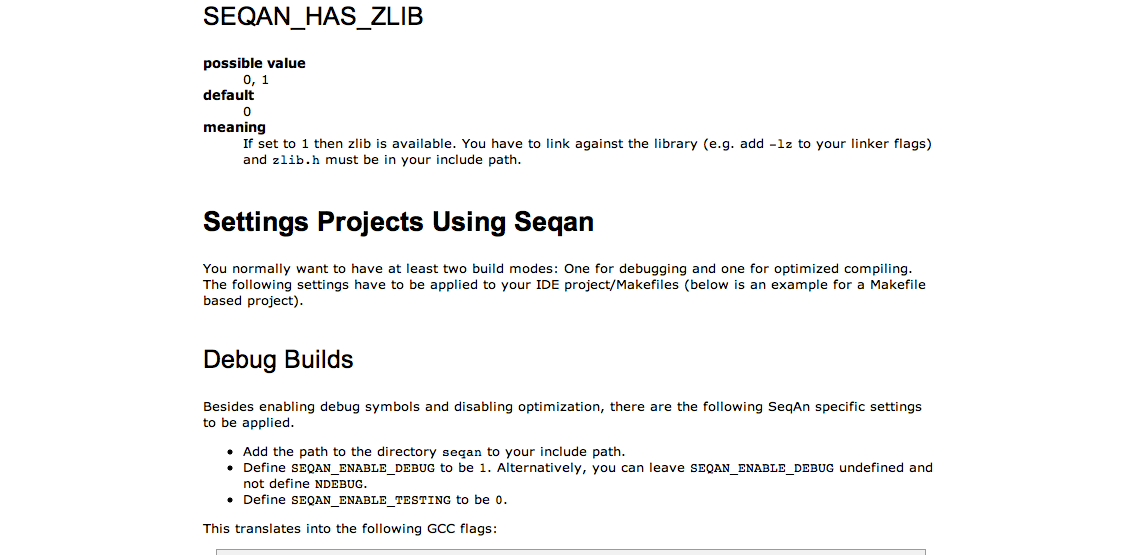 SEQAN_HAS_ZLIB
possible value
0, 1
default
0
meaning
If set to 1 then zlib is available. You have to link against the library (e.g. add -lz to your linker flags)
and zlib.h must be in your include path.
Settings Projects Using Seqan
You normally want to have at least two build modes: One for debugging and one for optimized compiling.
The following settings have to be applied to your IDE project/Makefiles (below is an example for a Makefile
based project).
Debug Builds
Besides enabling debug symbols and disabling optimization, there are the following SeqAn specific settings
to be applied.
• Add the path to the directory seqan to your include path.
• Define SEQAN_ENABLE_DEBUG to be 1. Alternatively, you can leave SEQAN_ENABLE_DEBUG undefined and
not define NDEBUG.
• Define SEQAN_ENABLE_TESTING to be 0.
This translates into the following GCC flags: